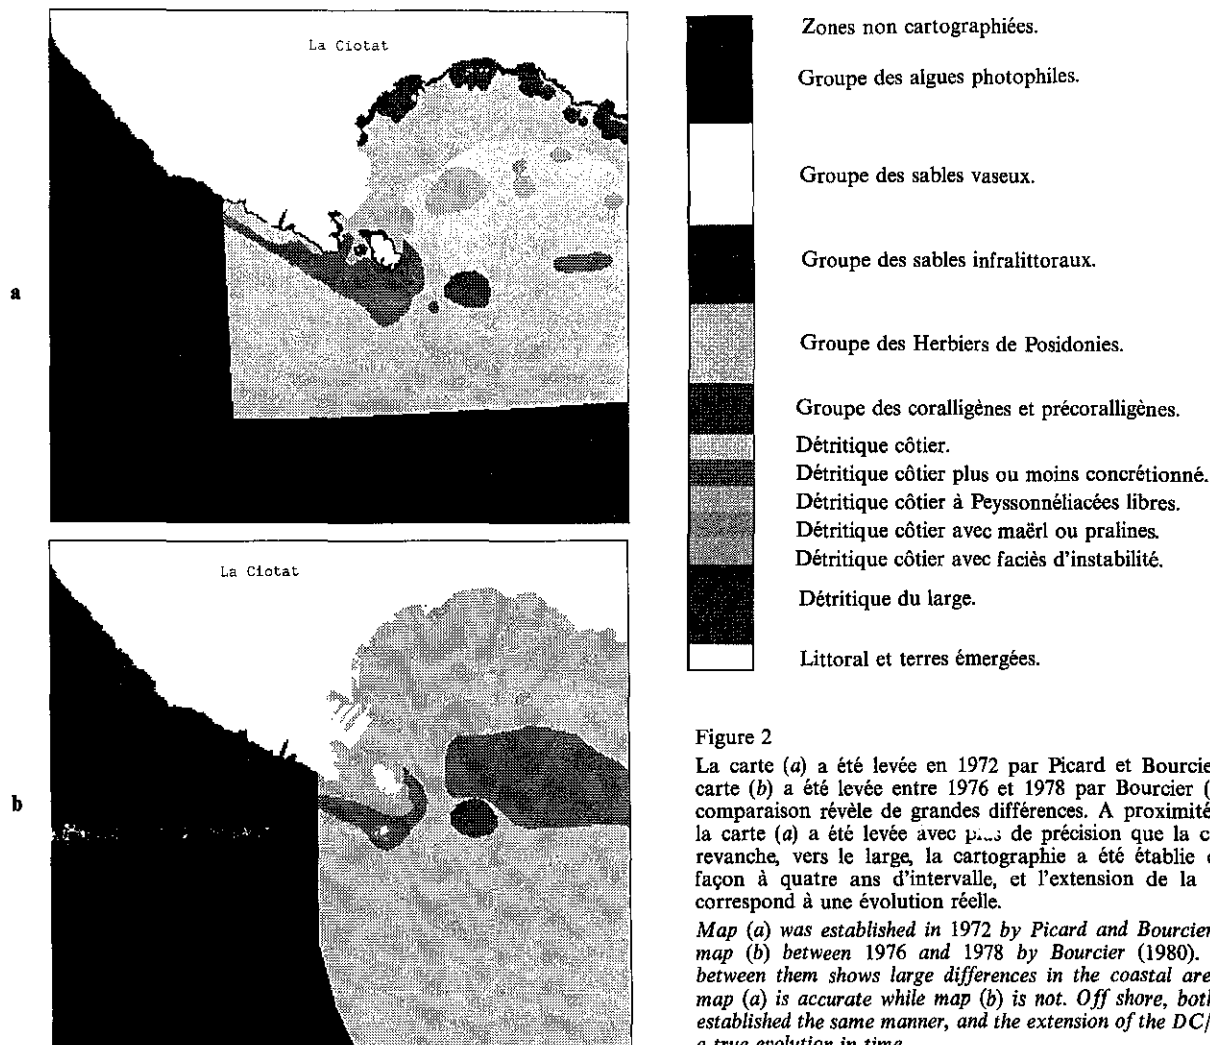 La Ciotat
a
La Ciotat
b
Zones non cartographiées.
Groupe des algues photophiles.
Groupe des sables vaseux.
Groupe des sables infralittoraux.
Groupe des Herbiers de Posidonies.
Groupe des coralligènes et précoralligènes.
Détritique côtier.
Détritique côtier plus ou moins concrétionné.
Détritique côtier à Peyssonnéliacées libres.
Détritique côtier avec maërl ou pralines.
Détritique côtier avec faciès d'instabilité.
Détritique du large.
Littoral et terres émergées.
Figure 2
La carte (a) a été levée en 1972 par Picard et Bourcie
carte (b) a été levée entre 1976 et 1978 par Bourcier (
comparaison révèle de grandes différences. A proximité
la carte (a) a été levée avec de précision que la c
revanche, vers le large, la cartographie a été établie
façon à quatre ans d'intervalle, et l'extension de la
correspond à une évolution réelle.
Map (a) was established in 1972 by Picard and Bourcier
map (b) between 1976 and 1978 by Bourcier (1980).
between them shows large differences in the coastal are
map (a) is accurate while map (b) is not. Off shore, both
established the same manner, and the extension of the DC/
a true evolution in time.